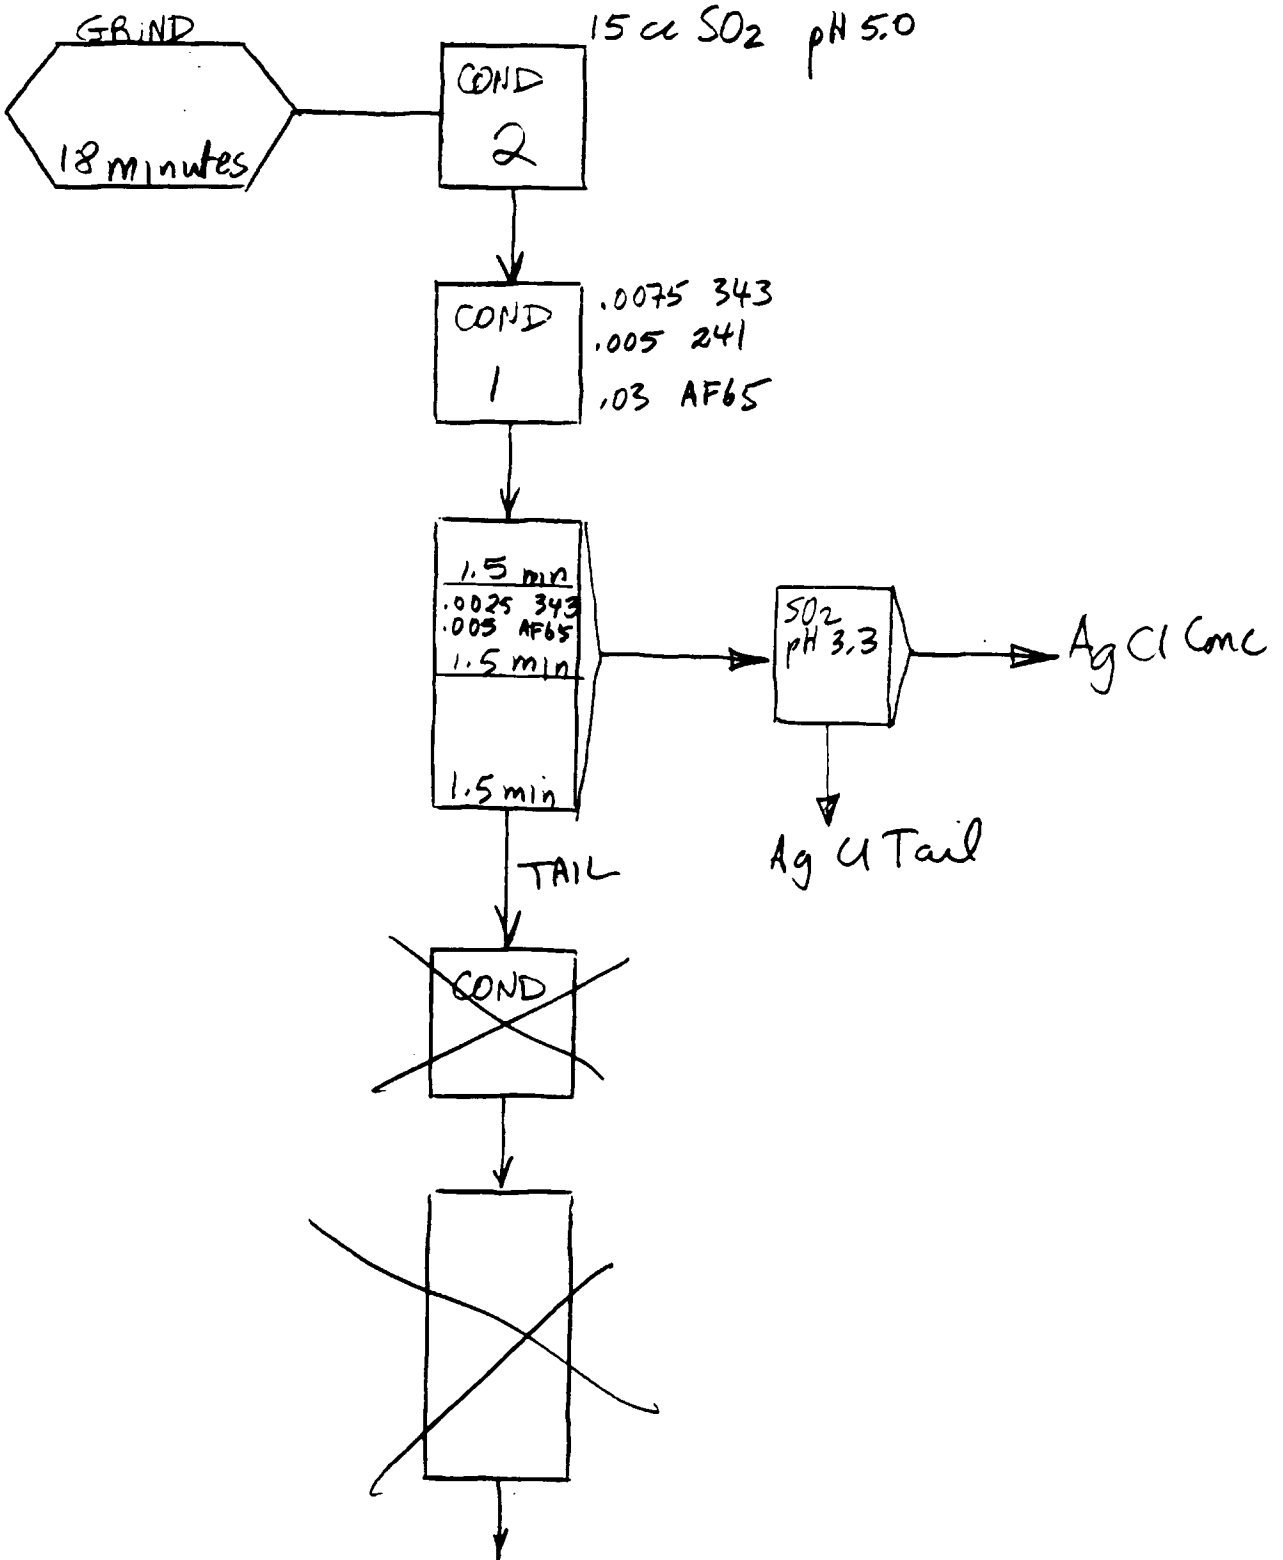 GRIND
18 minutes
15 cc SO2 pH 5.0
COND
2
COND
1
.0075 343
.005 241
.03 AF65
1.5 min
.0025 343
.005 AF65
1.5 min
1.5 min
SO2
pH 3.3
Ag Cl Conc
Ag Cl Tail
TAIL
COND